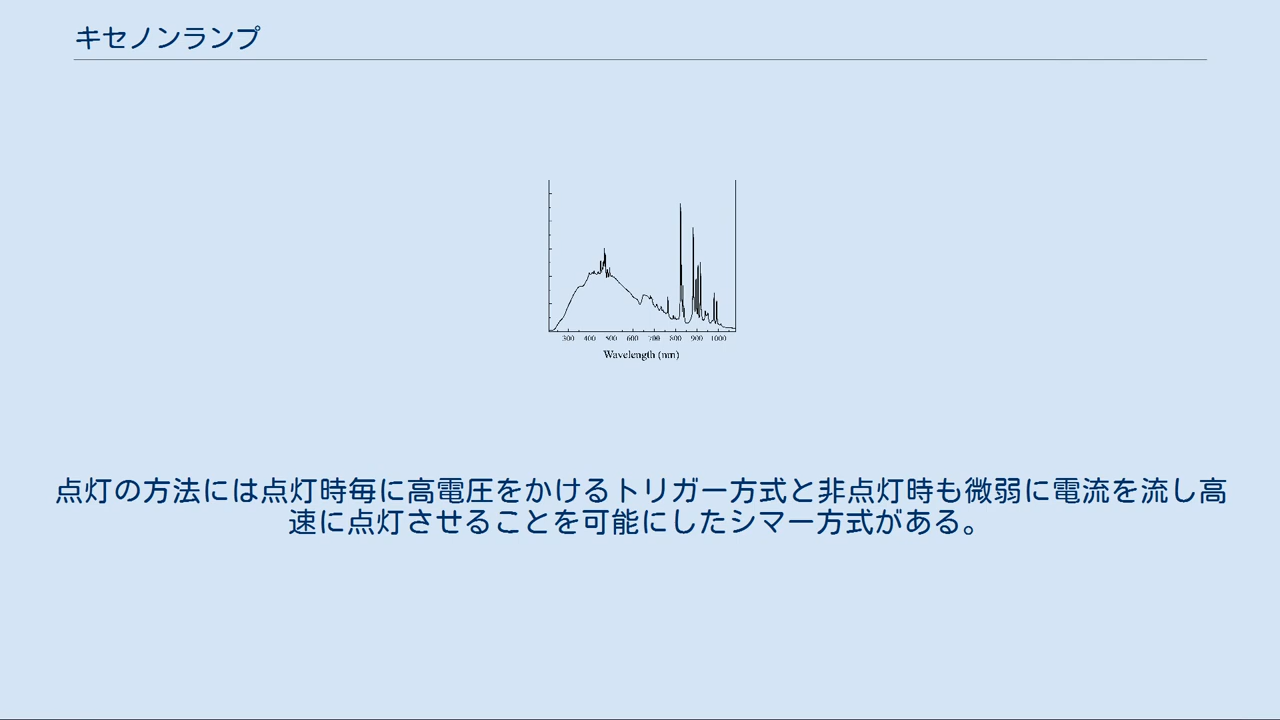 キセノンランプ
300 400 500 600 700 800 900 1000
Wavelength (nm)
点灯の方法には点灯時毎に高電圧をかけるトリガー方式と非点灯時も微弱に電流を流し高
速に点灯させることを可能にしたシマー方式がある。